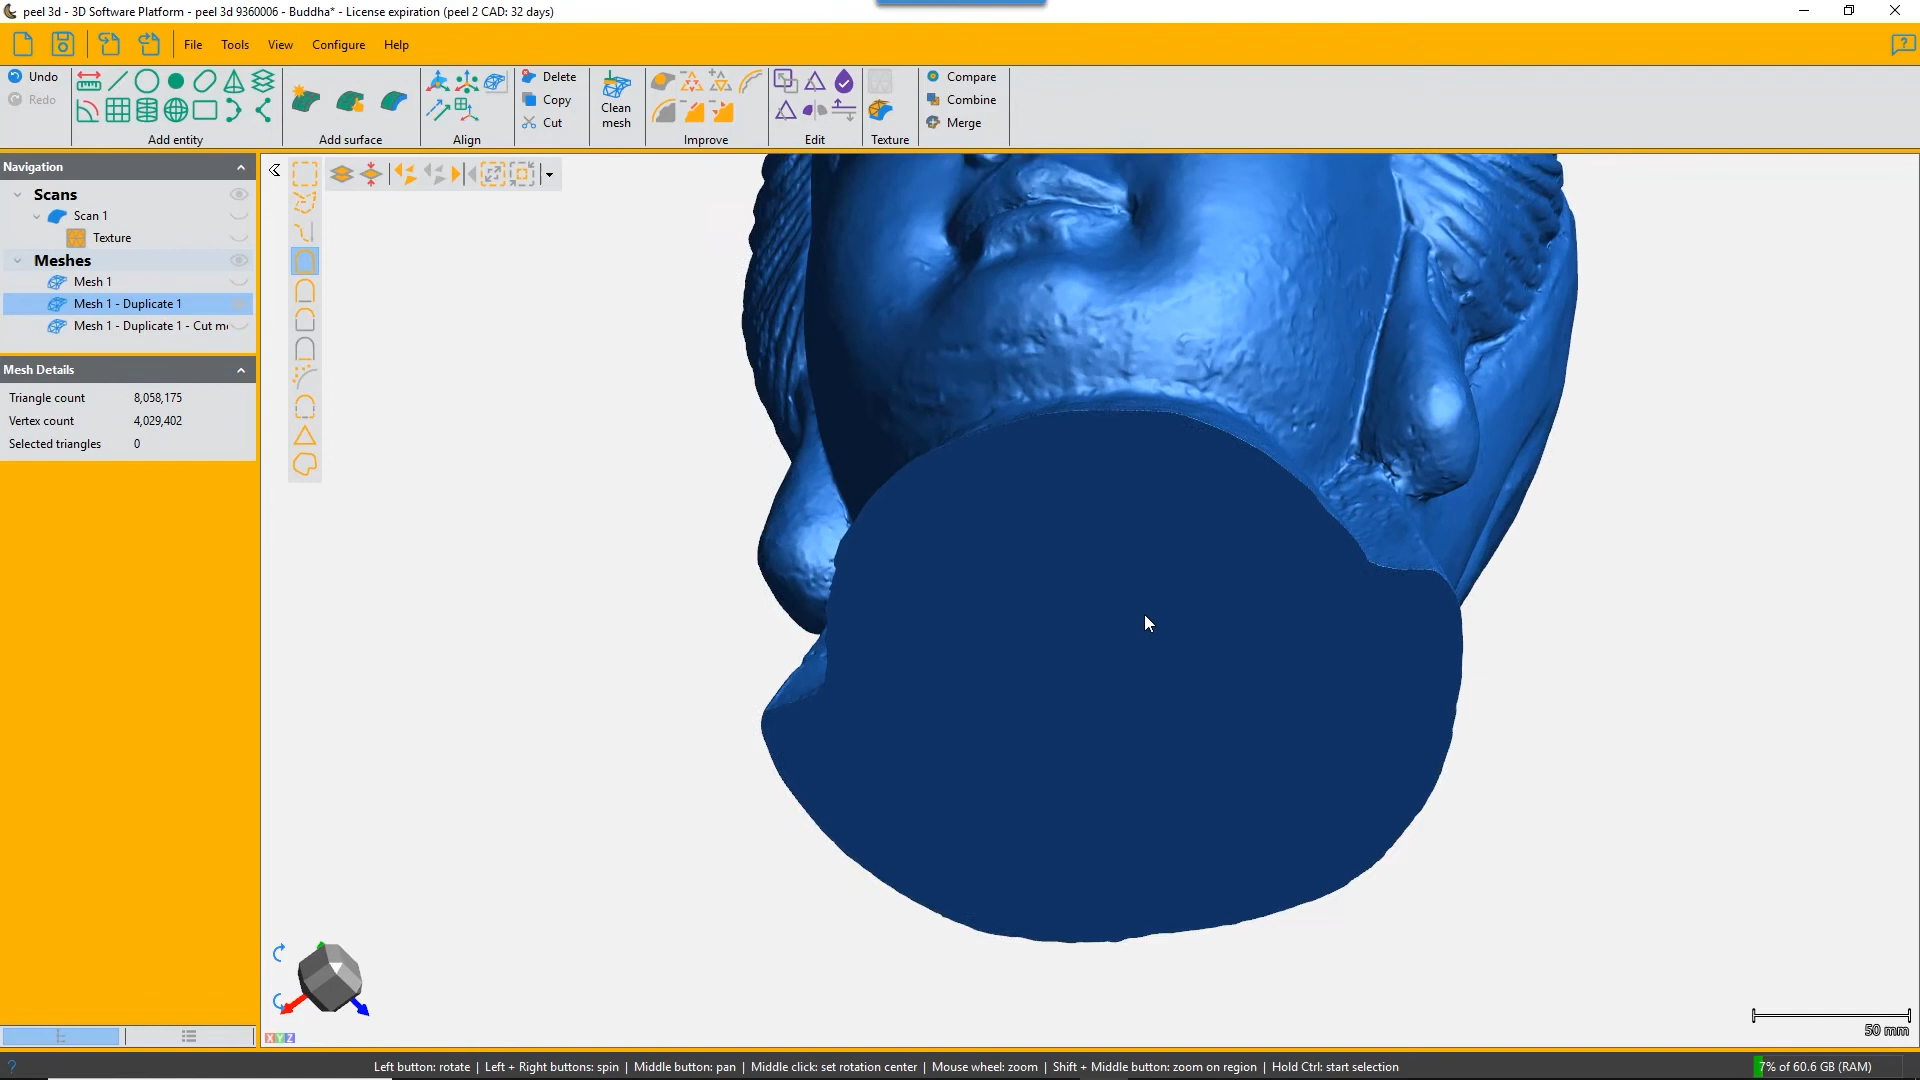 peel 3d - 3D Software Platform - peel 3d 9360006 - Buddha* - License expiration (peel 2 CAD: 32 days)
File Tools View Configure Help
Undo
Redo
Add entity
Add surface
Align
Delete
Copy
Cut
Clean mesh
Improve
Edit
Texture
Compare
Combine
Merge
Navigation
Scans
Scan 1
Texture
Meshes
Mesh 1
Mesh 1 - Duplicate 1
Mesh 1 - Duplicate 1 - Cut m
Mesh Details
Triangle count 8,058,175
Vertex count 4,029,402
Selected triangles 0
XYZ
50 mm
Left button: rotate | Left + Right buttons: spin | Middle button: pan | Middle click: set rotation center | Mouse wheel: zoom | Shift + Middle button: zoom on region | Hold Ctrl: start selection
7% of 60.6 GB (RAM)